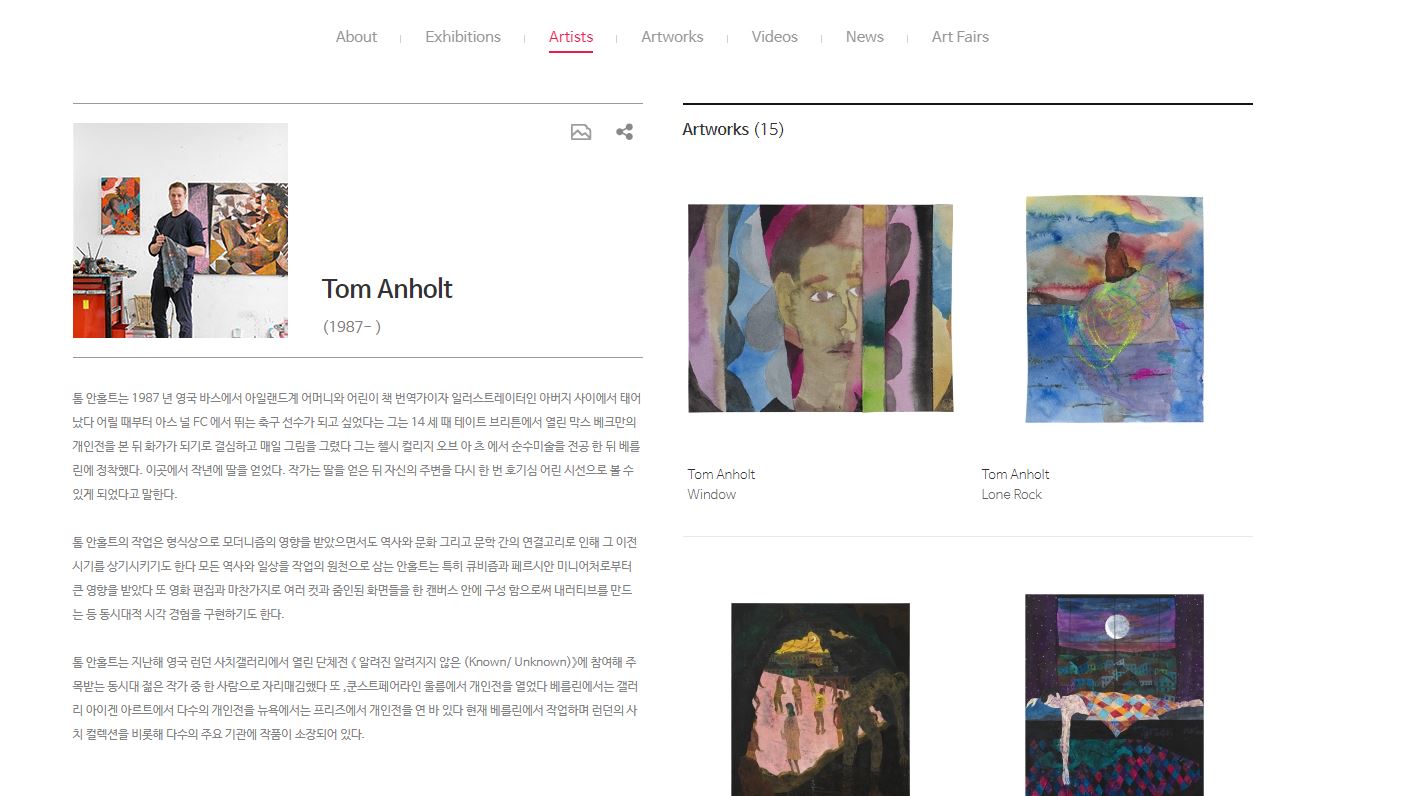 About
Exhibitions
Artists
Artworks
Videos
News
Art Fairs
Tom Anholt
(1987- )
톰 안홀트는 1987 년 영국 바스에서 아일랜드계 어머니와 어린이 책 번역가이자 일러스트레이터인 아버지 사이에서 태어
났다 어릴 때부터 아스 널 FC 에서 뛰는 축구 선수가 되고 싶었다는 그는 14 세 때 테이트 브리튼에서 열린 막스 베크만의
개인전을 본 뒤 화가가 되기로 결심하고 매일 그림을 그렸다 그는 첼시 컬리지 오브 아 츠 에서 순수미술을 전공 한 뒤 베를
린에 정착했다. 이곳에서 작년에 딸을 얻었다. 작가는 딸을 얻은 뒤 자신의 주변을 다시 한 번 호기심 어린 시선으로 볼 수
있게 되었다고 말한다.
톰 안홀트의 작업은 형식상으로 모더니즘의 영향을 받았으면서도 역사와 문화 그리고 문학 간의 연결고리로 인해 그 이전
시기를 상기시키기도 한다 모든 역사와 일상을 작업의 원천으로 삼는 안홀트는 특히 큐비즘과 페르시안 미니어처로부터
큰 영향을 받았다 또 영화 편집과 마찬가지로 여러 컷과 줌인된 화면들을 한 캔버스 안에 구성 함으로써 내러티브를 만드
는 등 동시대적 시각 경험을 구현하기도 한다.
톰 안홀트는 지난해 영국 런던 사치갤러리에서 열린 단체전 《 알려진 알려지지 않은 (Known/ Unknown)》에 참여해 주
목받는 동시대 젊은 작가 중 한 사람으로 자리매김했다 또 ,쿤스트페어라인 울름에서 개인전을 열었다 베를린에서는 갤러
리 아이겐 아르트에서 다수의 개인전을 뉴욕에서는 프리즈에서 개인전을 연 바 있다 현재 베를린에서 작업하며 런던의 사
치 컬렉션을 비롯해 다수의 주요 기관에 작품이 소장되어 있다.
Artworks (15)
Tom Anholt
Window
Tom Anholt
Lone Rock